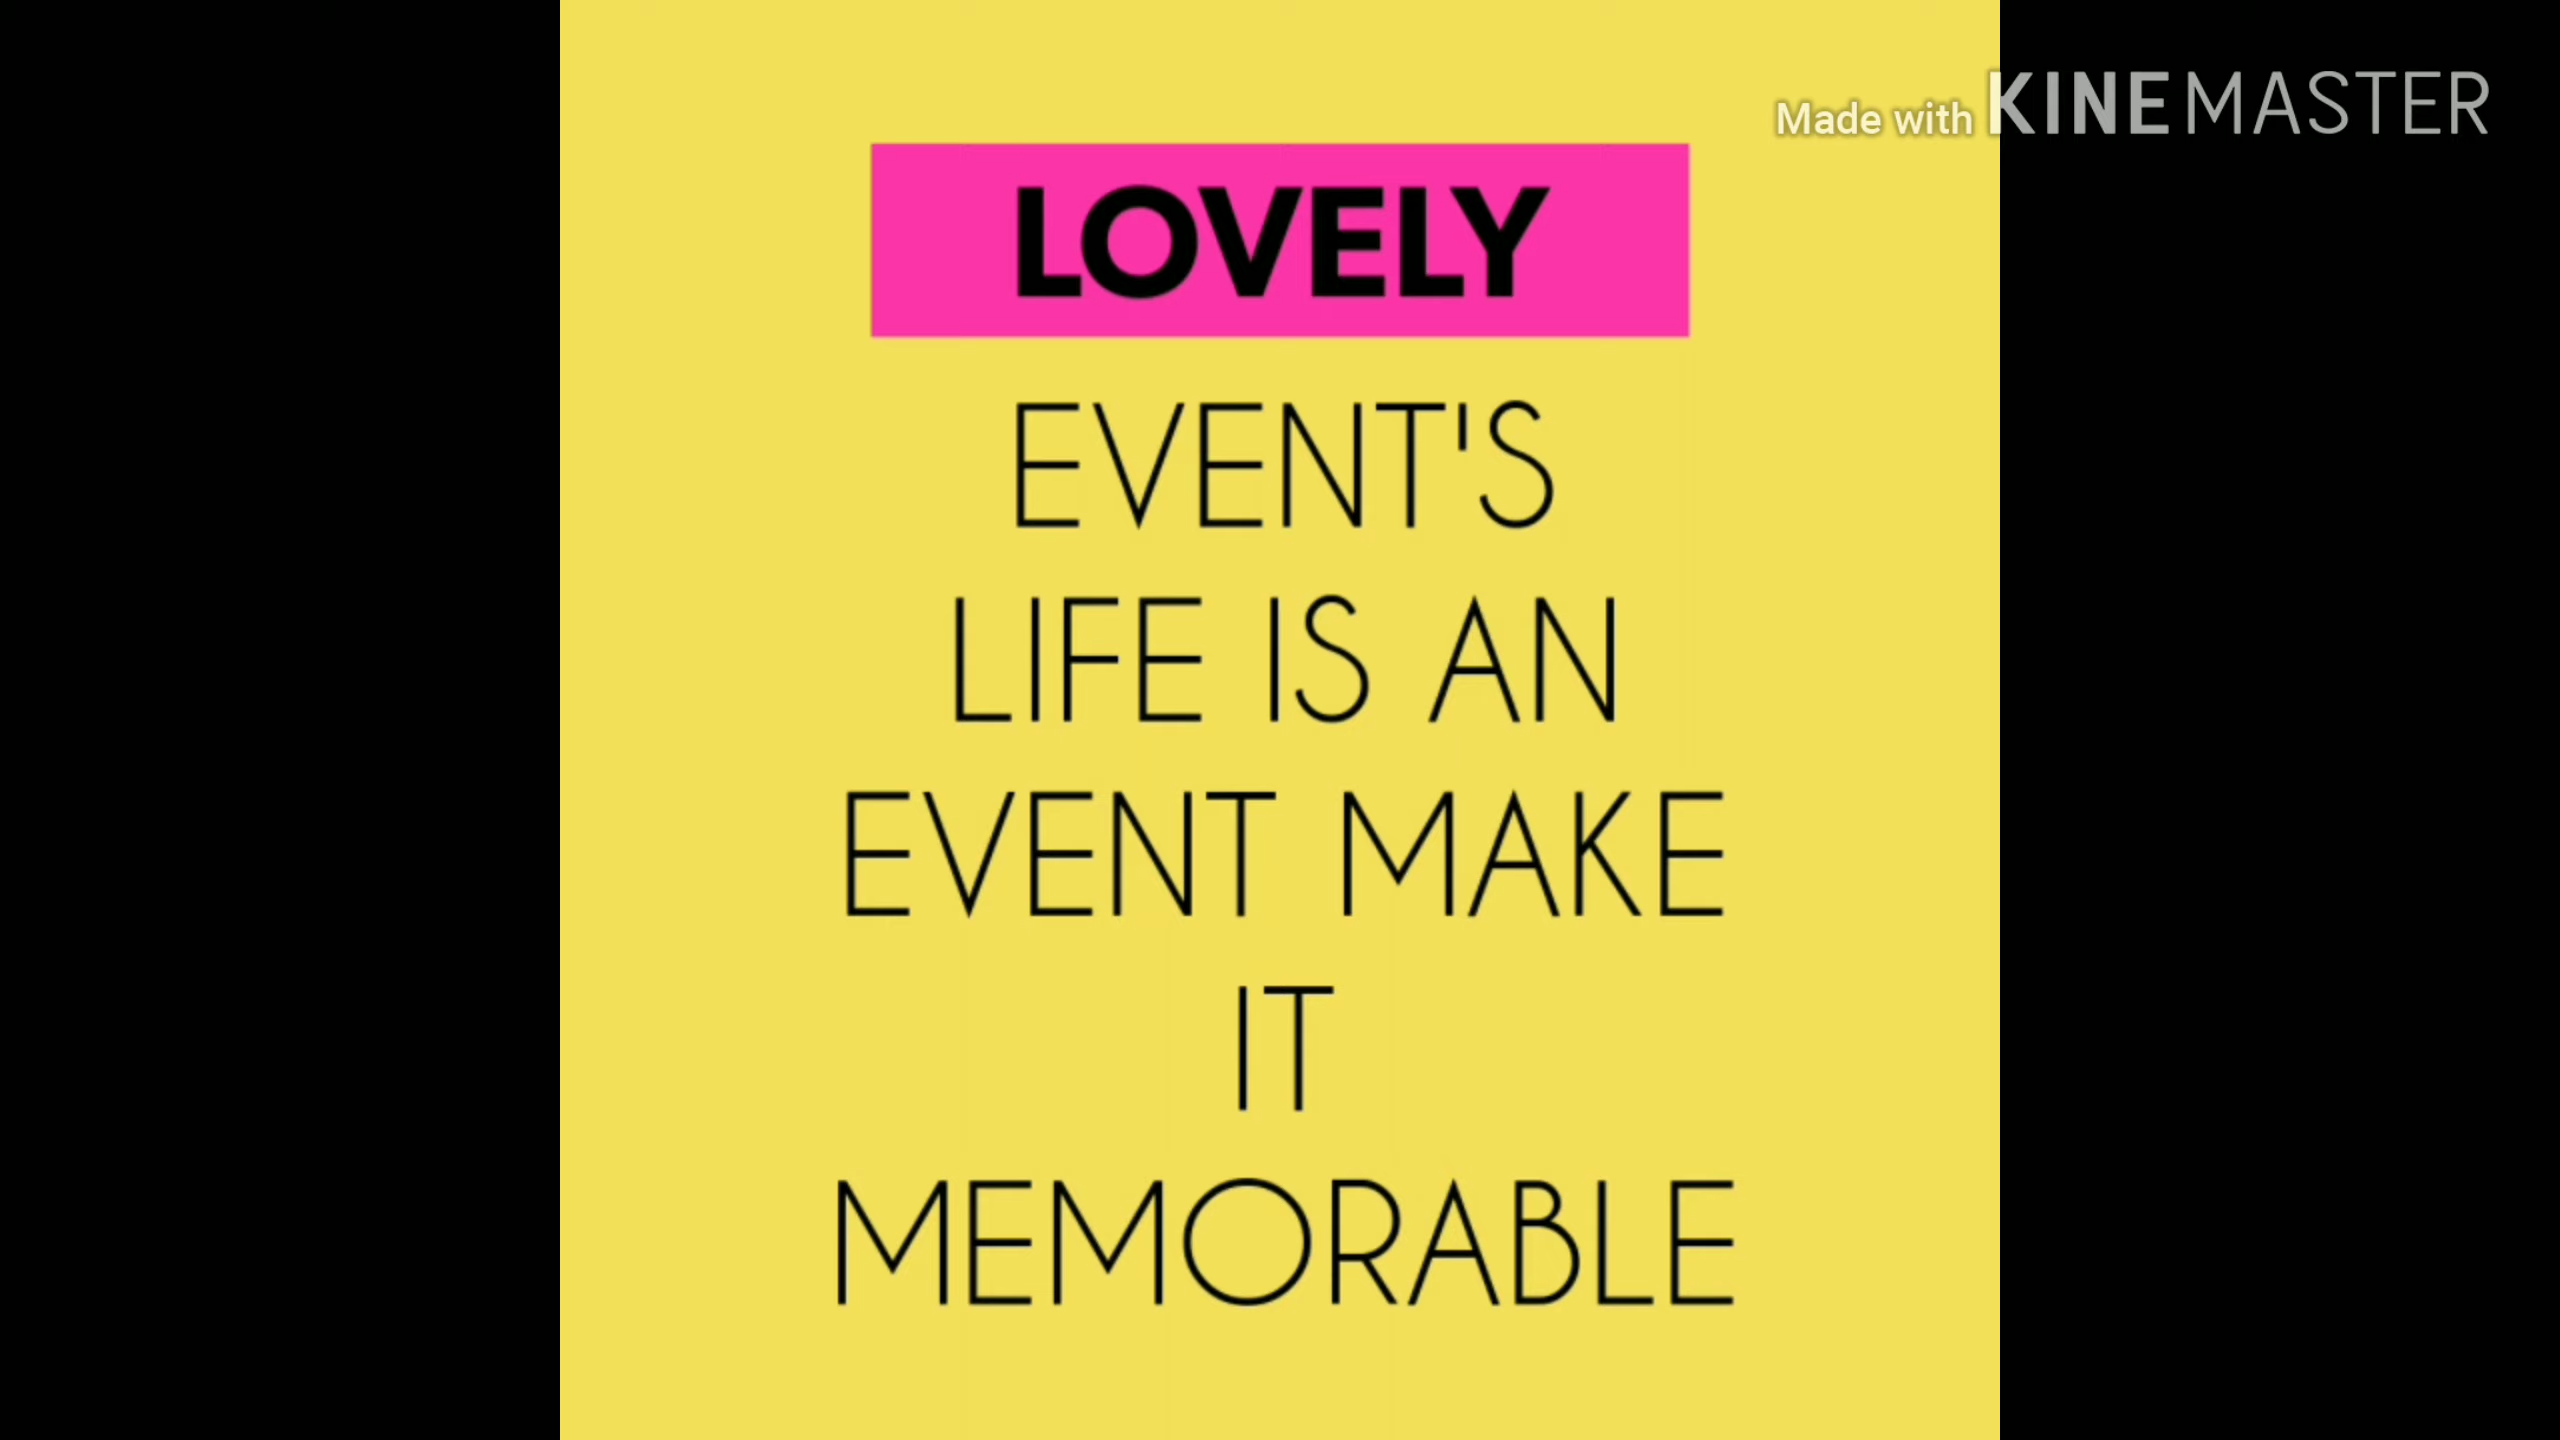 Made with KINEMASTER
LOVELY
EVENT'S
LIFE IS AN
EVENT MAKE
IT
MEMORABLE